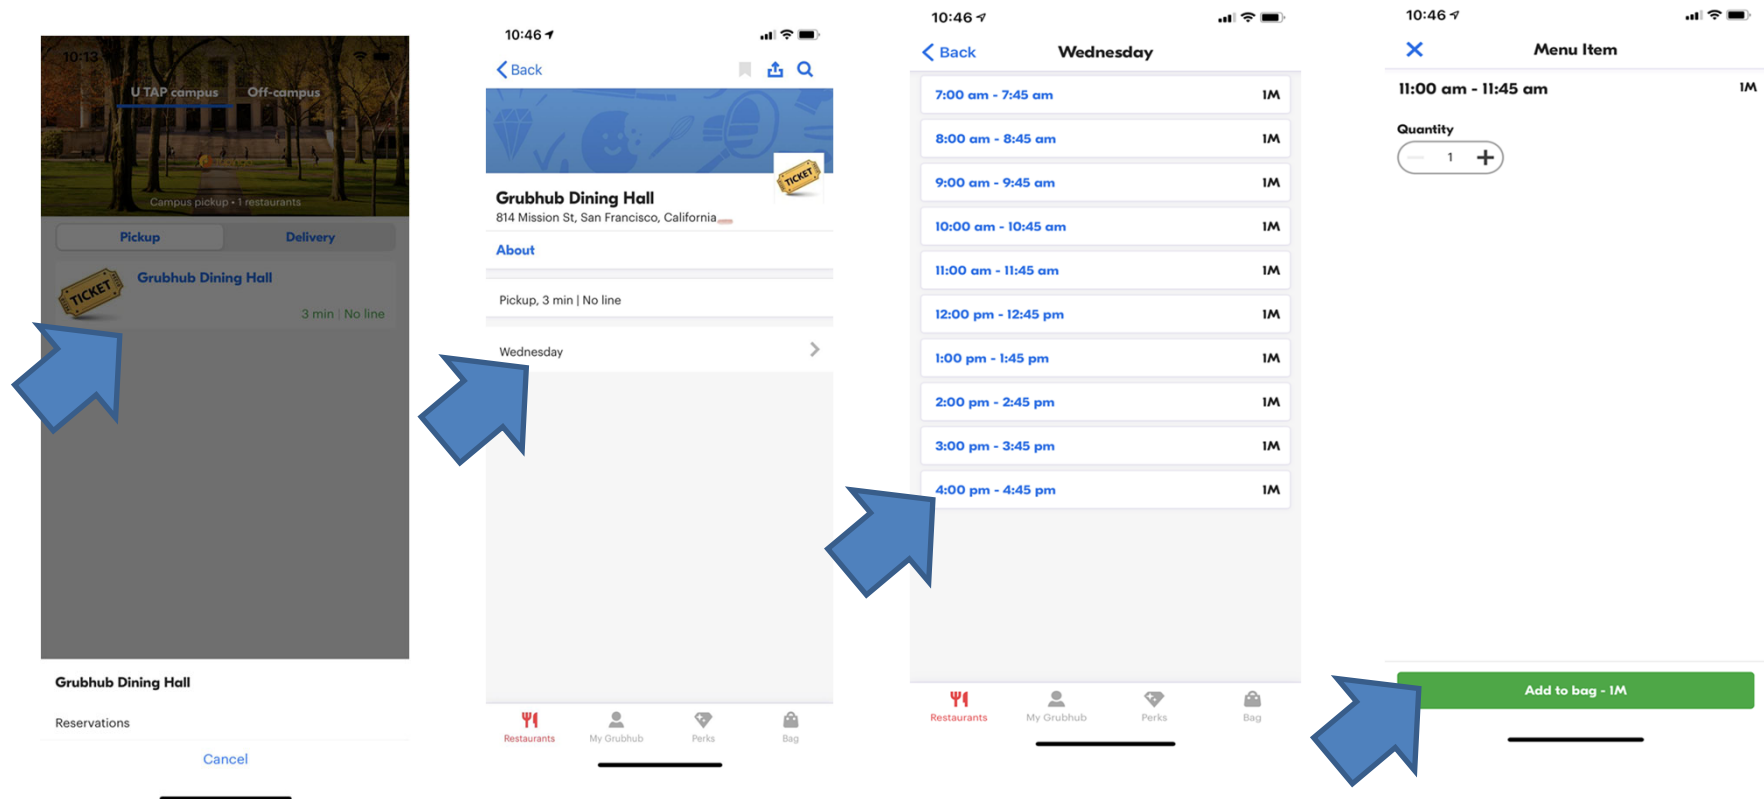 10:13
U TAP campus Off-campus
Campus pickup • 1 restaurants
Pickup Delivery
TICKET
Grubhub Dining Hall
3 min | No line
Grubhub Dining Hall
Reservations
Cancel
10:46
Back
TICKET
Grubhub Dining Hall
814 Mission St, San Francisco, California
About
Pickup, 3 min | No line
Wednesday
Restaurants My Grubhub Perks Bag
10:46
Back Wednesday
7:00 am - 7:45 am 1M
8:00 am - 8:45 am 1M
9:00 am - 9:45 am 1M
10:00 am - 10:45 am 1M
11:00 am - 11:45 am 1M
12:00 pm - 12:45 pm 1M
1:00 pm - 1:45 pm 1M
2:00 pm - 2:45 pm 1M
3:00 pm - 3:45 pm 1M
4:00 pm - 4:45 pm 1M
Restaurants My Grubhub Perks Bag
10:46
Menu Item
11:00 am - 11:45 am 1M
Quantity
1
Add to bag - 1M